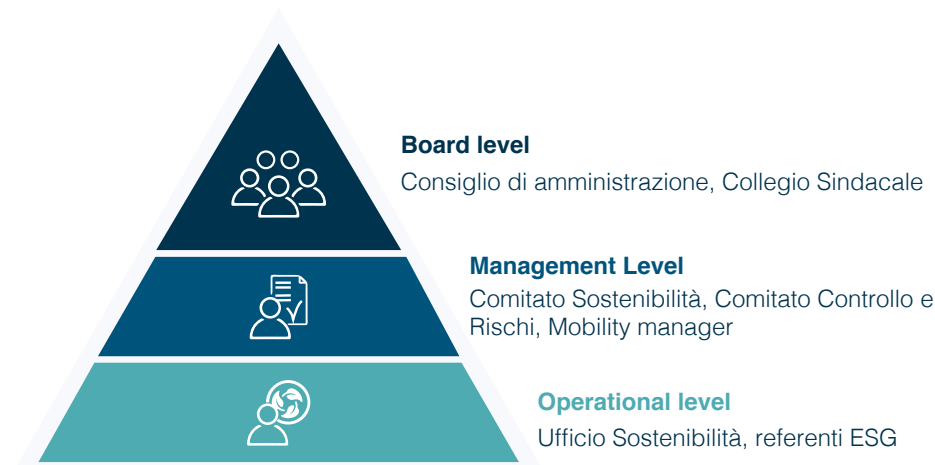 Board level
Consiglio di amministrazione, Collegio Sindacale
Management Level
Comitato Sostenibilità, Comitato Controllo e
Rischi, Mobility manager
Operational level
Ufficio Sostenibilità, referenti ESG